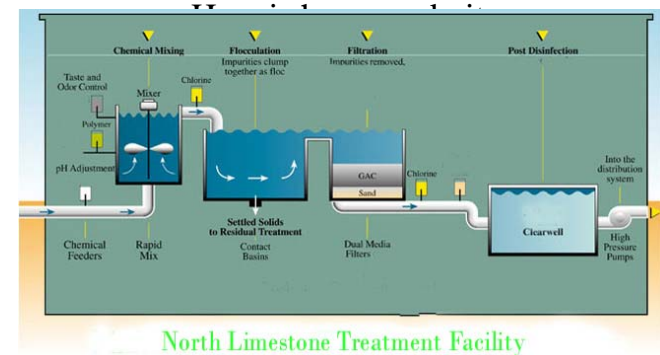 Chemical Mixing
Flocculation
Impurities clump
together as floc
Filtration
Impurities removed.
Post Disinfection
Taste and
Odor Control
Mixer
Chlorine
Polymer
pH Adjustment
GAC
Sand
Chlorine
Into the
distribution
system
Clearwell
Settled Solids
to Residual Treatment
Chemical
Feeders
Rapid
Mix
Contact
Basins
Dual Media
Filters
High
Pressure
Pumps
North Limestone Treatment Facility